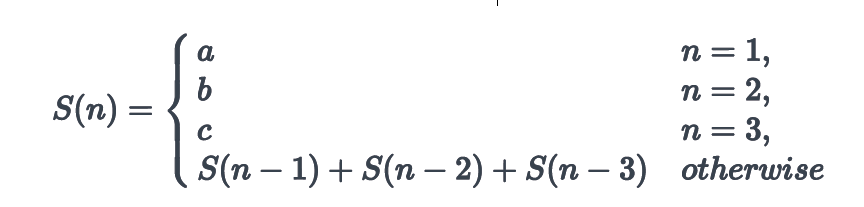 S(n) = { a n = 1,
b n = 2,
c n = 3,
S(n − 1) + S(n − 2) + S(n − 3) otherwise